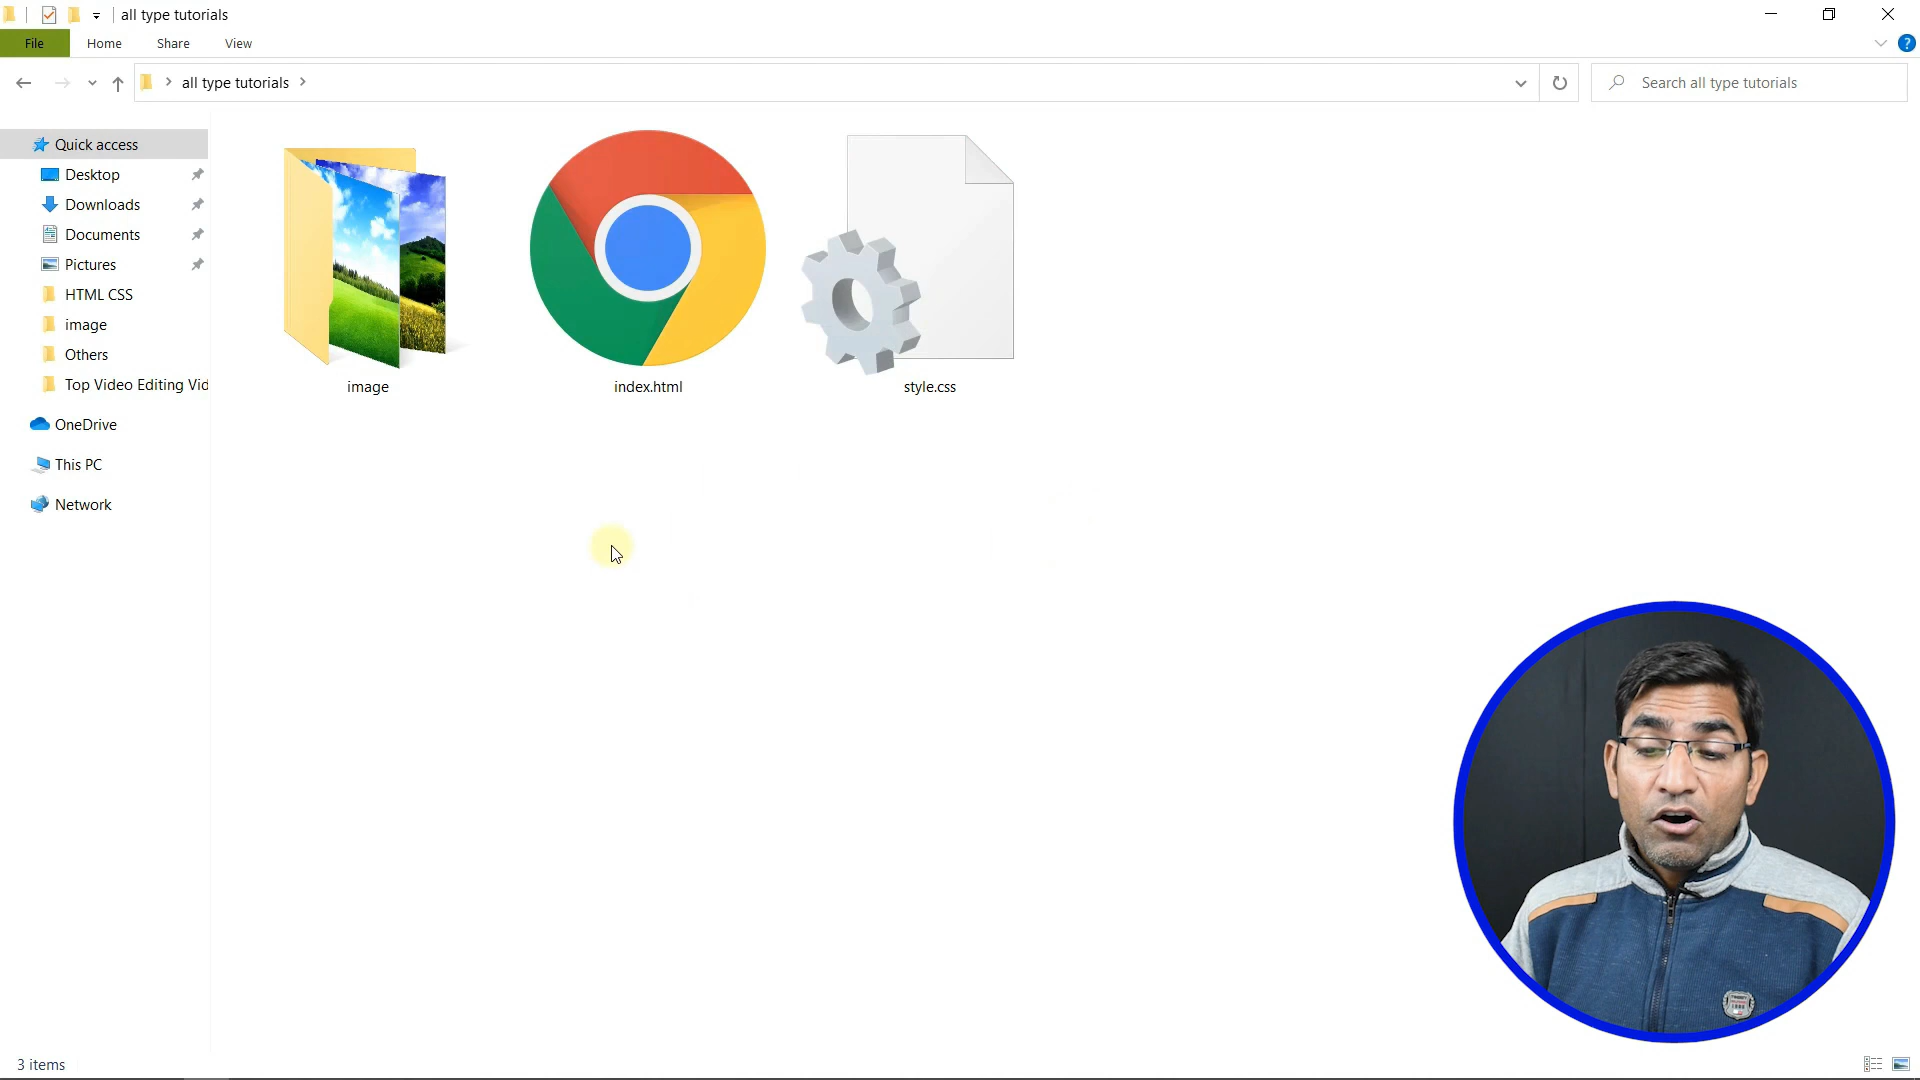 all type tutorials
File
Home
Share
View
?
all type tutorials
Search all type tutorials
Quick access
Desktop
Downloads
Documents
Pictures
HTML CSS
image
Others
Top Video Editing Vid
OneDrive
This PC
Network
image
index.html
style.css
3 items